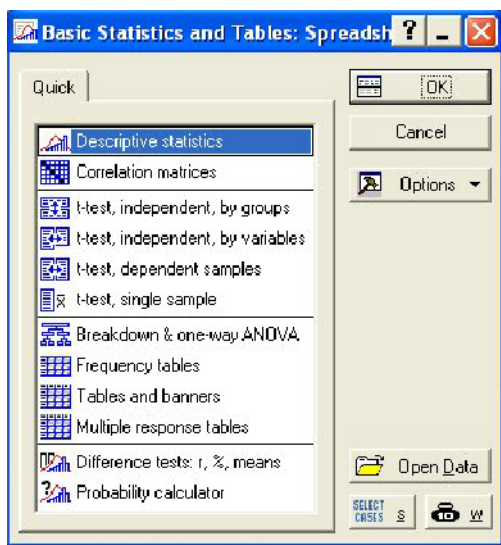 Basic Statistics and Tables: Spreadsh
Quick
OK
Cancel
Options
Descriptive statistics
Correlation matrices
t-test, independent, by groups
t-test, independent, by variables
t-test, dependent samples
t-test, single sample
Breakdown & one-way ANOVA
Frequency tables
Tables and banners
Multiple response tables
Difference tests: r, %, means
Probability calculator
Open Data
SELECT CASES S
W